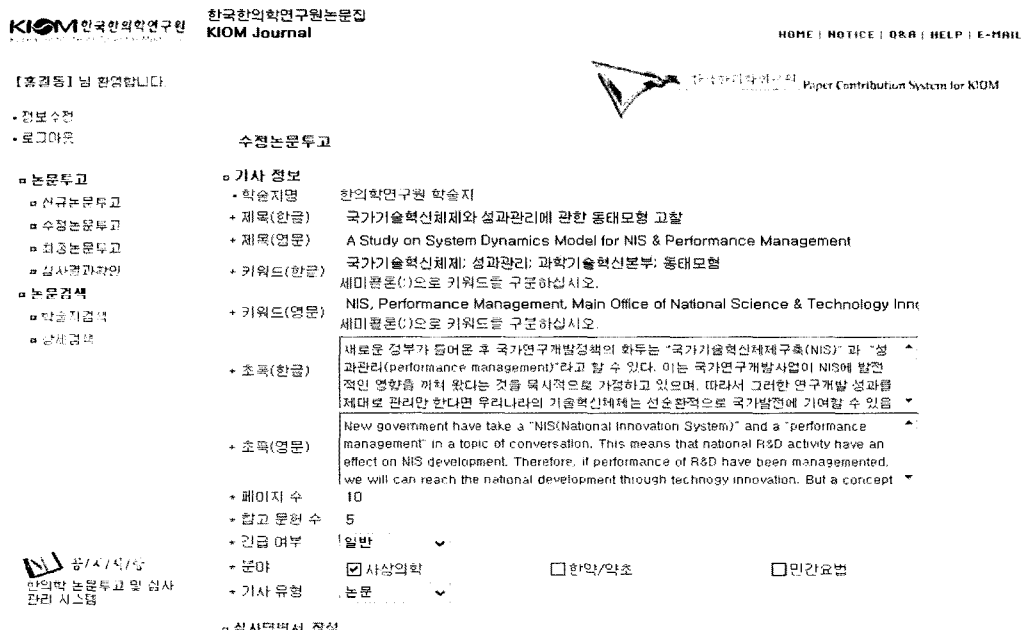 KIOM 한국한의학연구원
한국한의학연구원논문집
KIOM Journal
HOME | NOTICE | Q&A | HELP | E-MAIL
[홍길동] 님 환영합니다
Paper Contribution System for KIOM
• 정보수정
• 로그아웃
수정논문투고
논문투고
신규논문투고
수정논문투고
최종논문투고
심사결과확인
논문검색
학술지검색
상세검색
기사 정보
• 학술지명 한의학연구원 학술지
+ 제목(한글) 국가기술혁신체제와 성과관리에 관한 동태모형 고찰
+ 제목(영문) A Study on System Dynamics Model for NIS & Performance Management
+ 키워드(한글) 국가기술혁신체제; 성과관리; 과학기술혁신본부; 동태모형
세미콜론(;)으로 키워드를 구분하십시오.
+ 키워드(영문) NIS, Performance Management, Main Office of National Science & Technology Inno
세미콜론(;)으로 키워드를 구분하십시오.
+ 초록(한글)
새로운 정부가 들어온 후 국가연구개발정책의 화두는 "국가기술혁신체제구축(NIS)" 과 "성
과관리(performance management)"라고 할 수 있다. 이는 국가연구개발사업이 NIS에 발전
적인 영향을 끼쳐 왔다는 것을 묵시적으로 가정하고 있으며, 따라서 그러한 연구개발 성과를
제대로 관리만 한다면 우리나라의 기술혁신체제는 선순환적으로 국가발전에 기여할 수 있음
+ 초록(영문)
New government have take a "NIS(National Innovation System)" and a "performance
management" in a topic of conversation. This means that national R&D activity have an
effect on NIS development. Therefore, if performance of R&D have been managemented,
we will can reach the national development through technogy innovation. But a concept
+ 페이지 수 10
+ 참고 문헌 수 5
+ 긴급 여부 일반
+ 분야 사상의학 한약/약초 민간요법
+ 기사 유형 논문
한의학 논문투고 및 심사
관리 시스템
심사답변서 작성